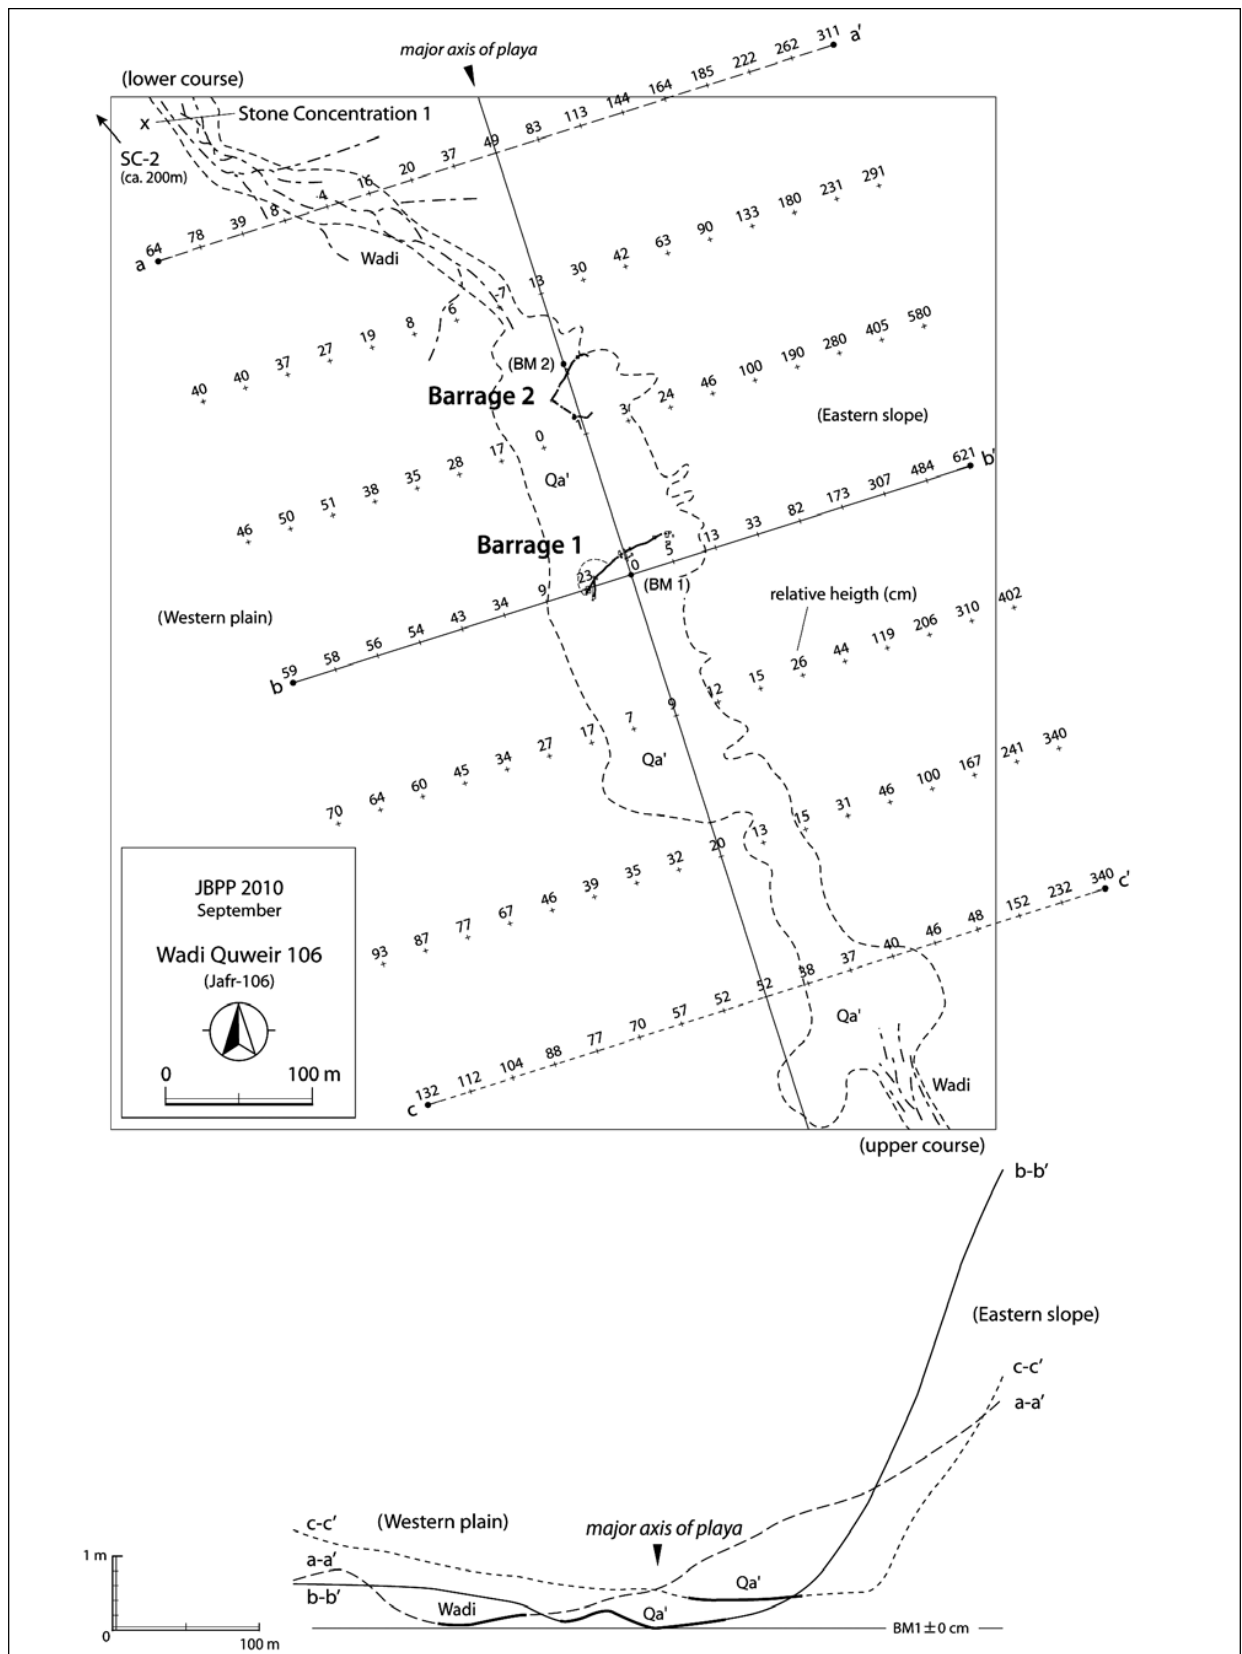 major axis of playa
(lower course)
Stone Concentration 1
x
SC-2
(ca. 200m)
a 64 78 39 18 4 16 20 37 49 83 113 144 164 185 222 262 311 a'
Wadi
40 40 37 27 19 8 6 -7 13 30 42 63 90 133 180 231 291
(BM 2)
Barrage 2
46 50 51 38 35 28 17 0 3 24 46 100 190 280 405 580
(Eastern slope)
Qa'
Barrage 1
b 59 58 56 54 43 34 9 23 0 5 13 33 82 173 307 484 621 b'
(BM 1)
(Western plain)
relative heigth (cm)
70 64 60 45 34 27 17 7 9 12 15 26 44 119 206 310 402
Qa'
93 87 77 67 46 39 35 32 20 13 15 31 46 100 167 241 340
c 132 112 104 88 77 70 57 52 52 38 37 40 46 48 152 232 340 c'
Qa'
Wadi
(upper course)
JBPP 2010
September
Wadi Quweir 106
(Jafr-106)
0 100 m
b-b'
(Eastern slope)
c-c'
a-a'
c-c'
(Western plain)
major axis of playa
1 m
a-a'
b-b'
Wadi
Qa'
Qa'
BM1±0 cm
0
100 m